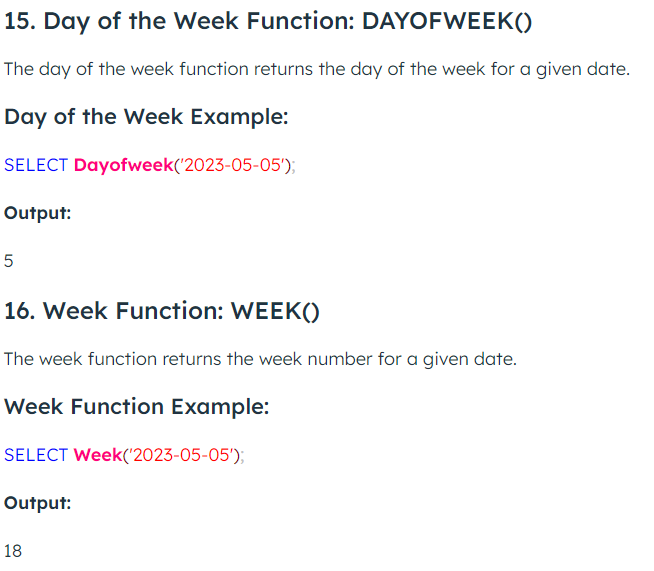 15. Day of the Week Function: DAYOFWEEK()
The day of the week function returns the day of the week for a given date.
Day of the Week Example:
SELECT Dayofweek('2023-05-05');
Output:
5
16. Week Function: WEEK()
The week function returns the week number for a given date.
Week Function Example:
SELECT Week('2023-05-05');
Output:
18